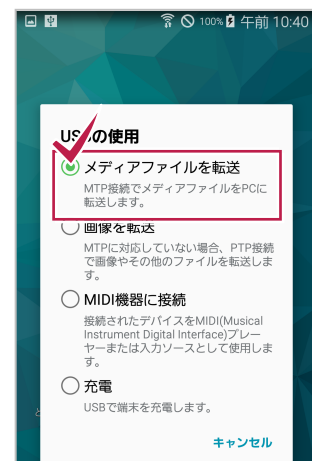 100% 午前 10:40
USBの使用
メディアファイルを転送
MTP接続でメディアファイルをPCに
転送します。
画像を転送
MTPに対応していない場合、PTP接続
で画像やその他のファイルを転送しま
す。
MIDI機器に接続
接続されたデバイスをMIDI(Musical
Instrument Digital Interface)プレー
ヤーまたは入力ソースとして使用しま
す。
充電
USBで端末を充電します。
キャンセル